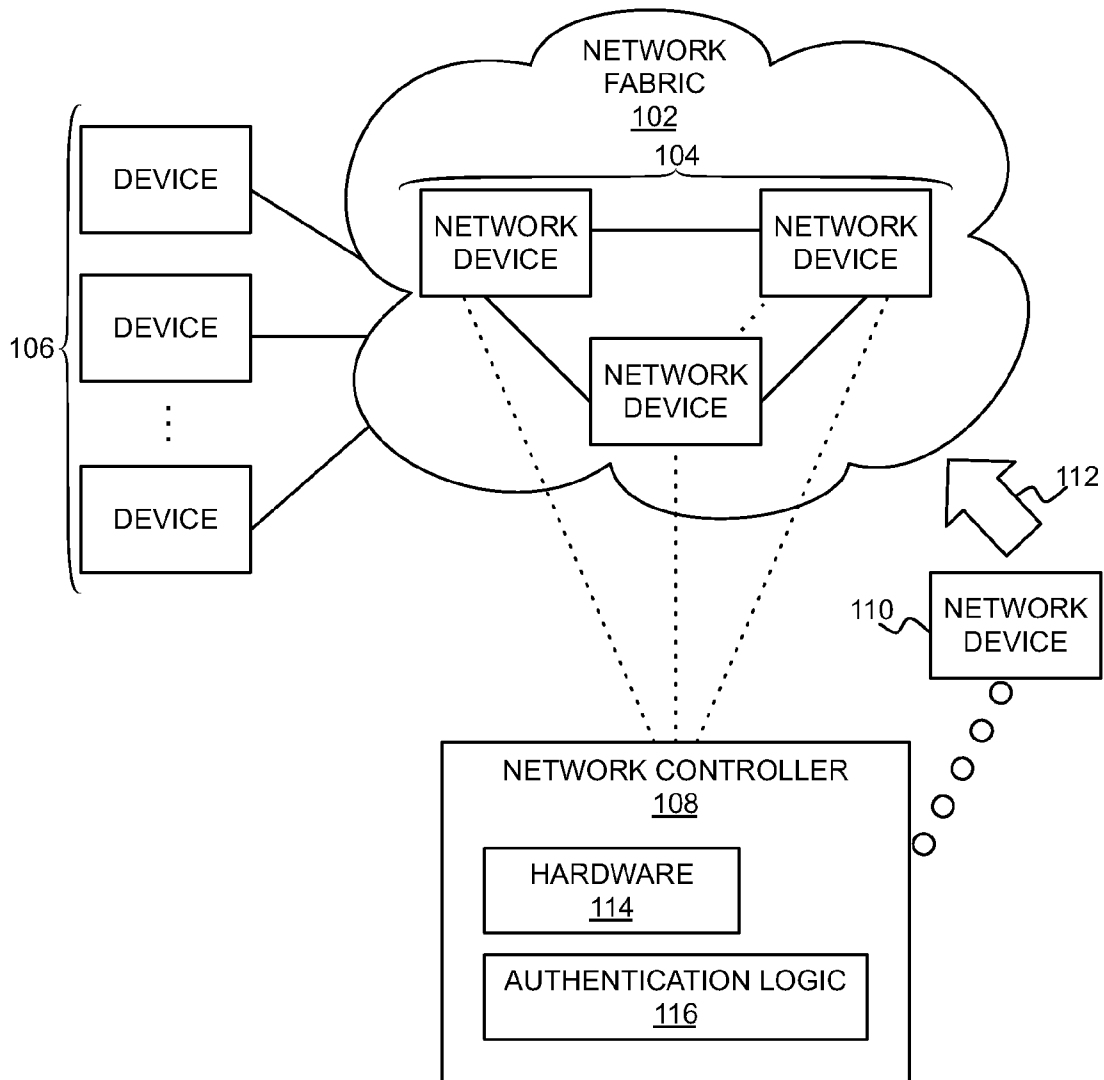 NETWORK
FABRIC
102
104
DEVICE
NETWORK
DEVICE
NETWORK
DEVICE
DEVICE
106
NETWORK
DEVICE
DEVICE
112
110
NETWORK
DEVICE
NETWORK CONTROLLER
108
HARDWARE
114
AUTHENTICATION LOGIC
116